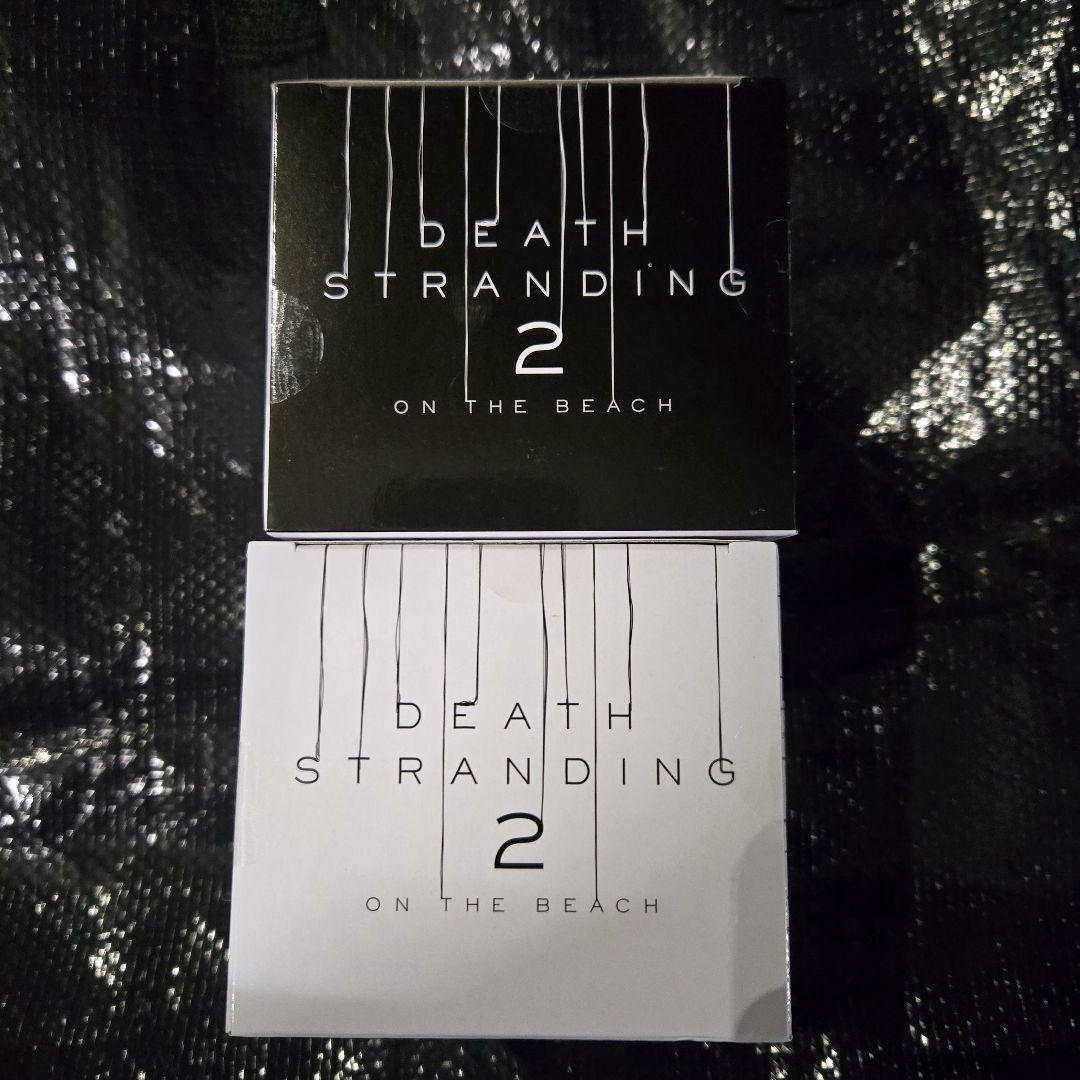 DEATH
STRANDING
2
ON THE BEACH
DEATH
STRANDING
2
ON THE BEACH